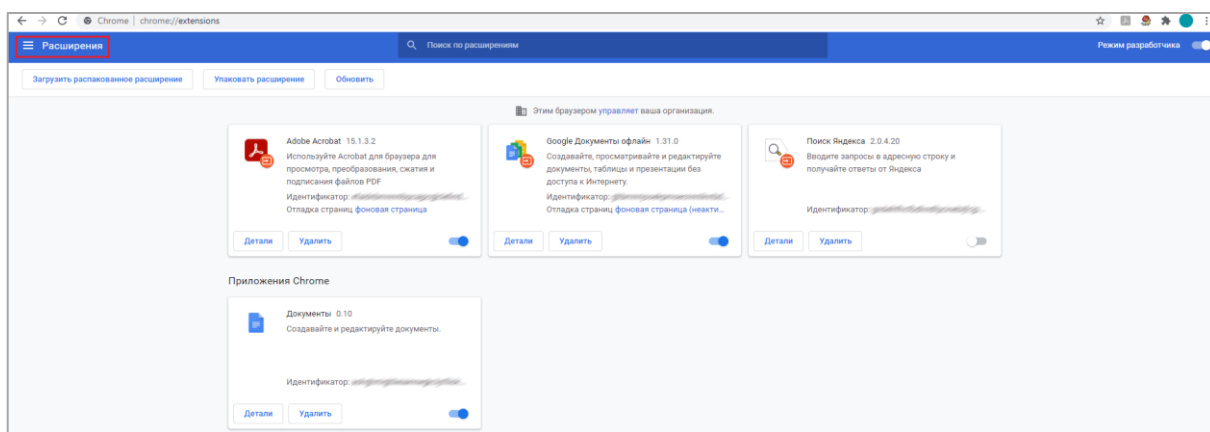 Chrome | chrome://extensions
Расширения
Поиск по расширениям
Режим разработчика
Загрузить распакованное расширение
Упаковать расширение
Обновить
Этим браузером управляет ваша организация.
Adobe Acrobat 15.1.3.2
Используйте Acrobat для браузера для
просмотра, преобразования, сжатия и
подписания файлов PDF
Идентификатор:
Отладка страниц фоновая страница
Детали
Удалить
Google Документы офлайн 1.31.0
Создавайте, просматривайте и редактируйте
документы, таблицы и презентации без
доступа к Интернету.
Идентификатор:
Отладка страниц фоновая страница (неакти...
Детали
Удалить
Поиск Яндекса 2.0.4.20
Вводите запросы в адресную строку и
получайте ответы от Яндекса
Идентификатор:
Детали
Удалить
Приложения Chrome
Документы 0.10
Создавайте и редактируйте документы.
Идентификатор:
Детали
Удалить